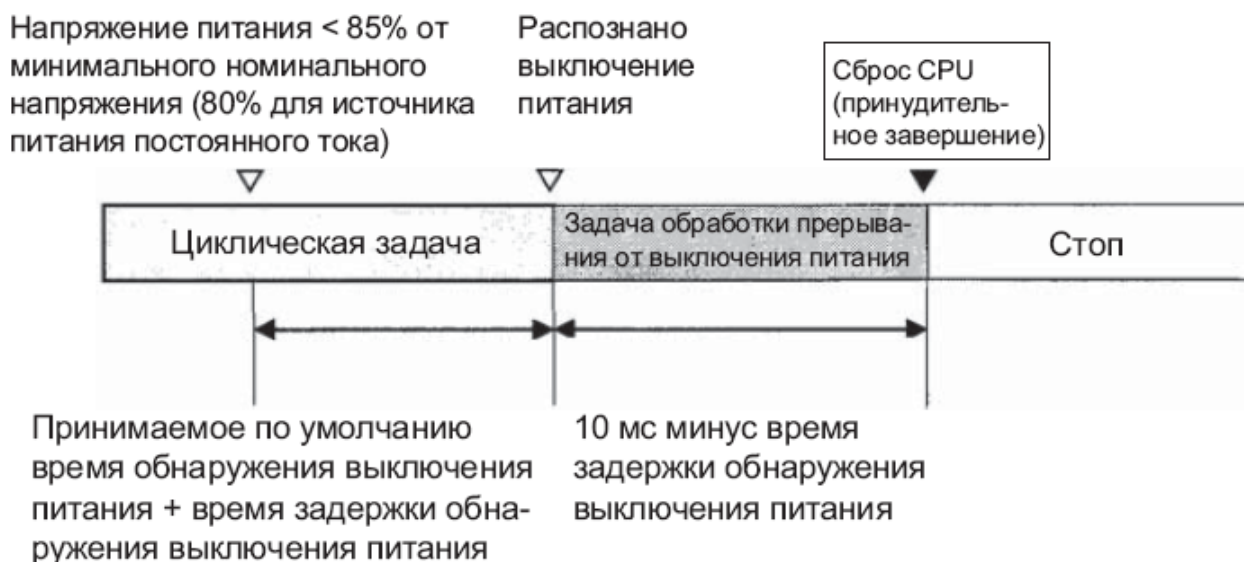 Напряжение питания < 85% от
минимального номинального
напряжения (80% для источника
питания постоянного тока)
Распознано
выключение
питания
Сброс CPU
(принудитель-
ное завершение)
Циклическая задача
Задача обработки прерыва-
ния от выключения питания
Стоп
Принимаемое по умолчанию
время обнаружения выключения
питания + время задержки обна-
ружения выключения питания
10 мс минус время
задержки обнаружения
выключения питания